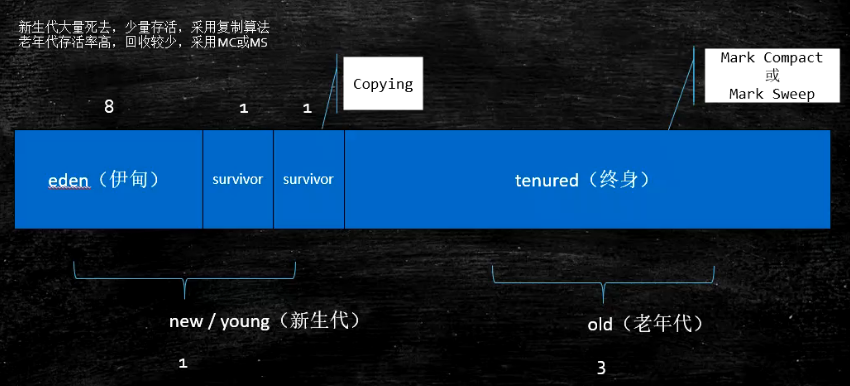 新生代大量死去，少量存活，采用复制算法
老年代存活率高，回收较少，采用MC或MS
Copying
Mark Compact
或
Mark Sweep
8
1
1
eden（伊甸）
survivor
survivor
tenured（终身）
new / young（新生代）
old（老年代）
1
3